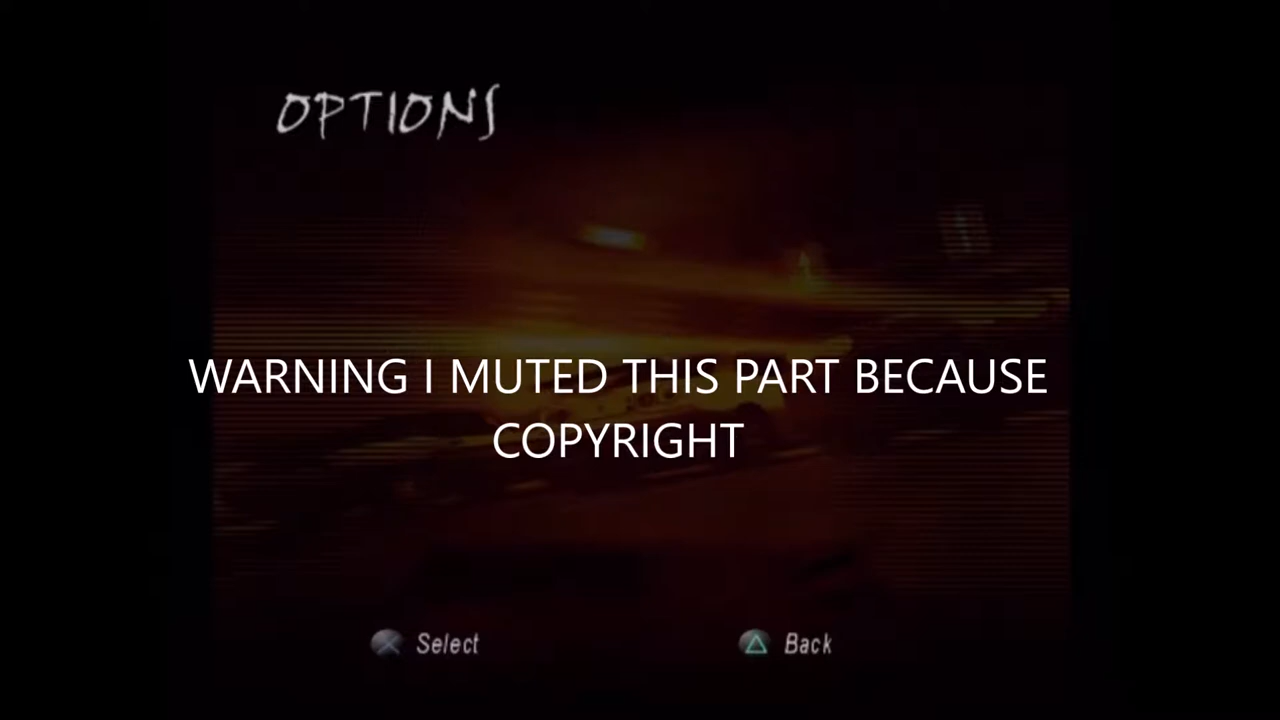 OPTIONS
WARNING I MUTED THIS PART BECAUSE
COPYRIGHT
Select
Back